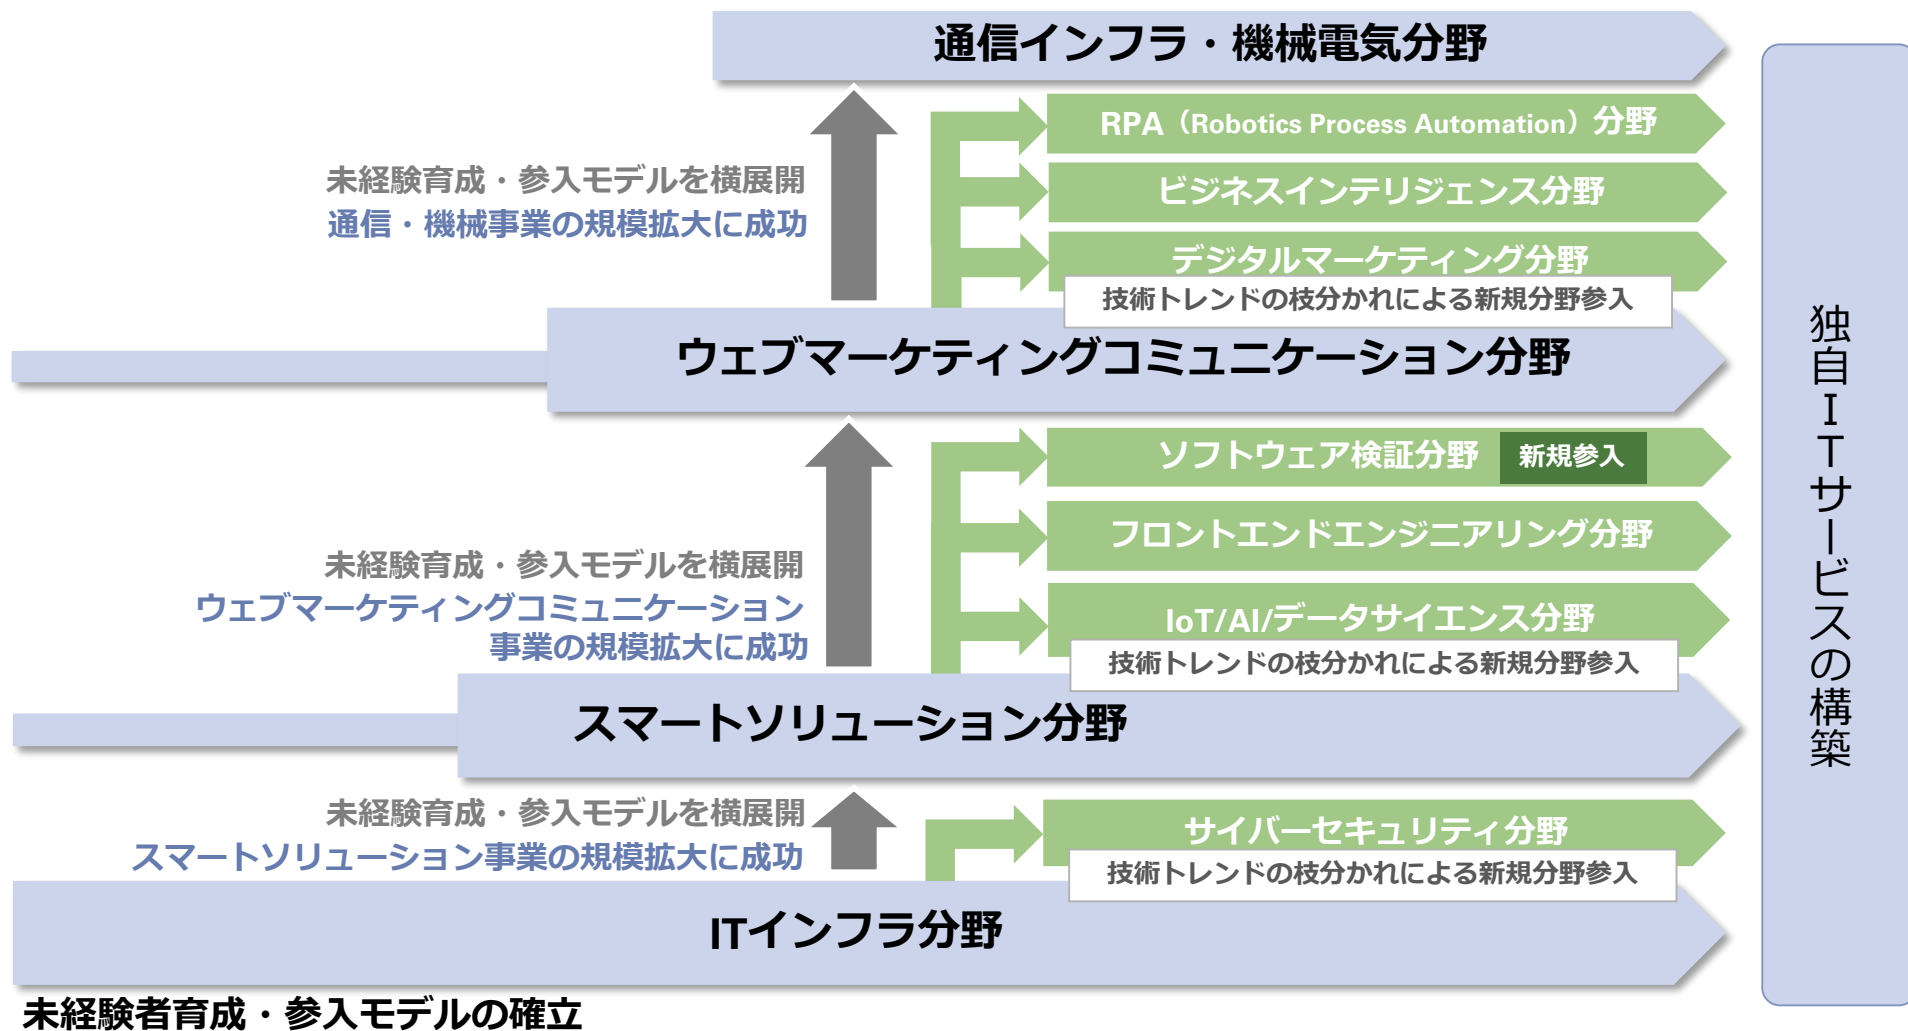 通信インフラ・機械電気分野
RPA（Robotics Process Automation）分野
ビジネスインテリジェンス分野
デジタルマーケティング分野
技術トレンドの枝分かれによる新規分野参入
未経験育成・参入モデルを横展開
通信・機械事業の規模拡大に成功
ウェブマーケティングコミュニケーション分野
ソフトウェア検証分野
新規参入
フロントエンドエンジニアリング分野
IoT/AI/データサイエンス分野
技術トレンドの枝分かれによる新規分野参入
未経験育成・参入モデルを横展開
ウェブマーケティングコミュニケーション
事業の規模拡大に成功
スマートソリューション分野
未経験育成・参入モデルを横展開
スマートソリューション事業の規模拡大に成功
サイバーセキュリティ分野
技術トレンドの枝分かれによる新規分野参入
ITインフラ分野
未経験者育成・参入モデルの確立
独自ITサービスの構築